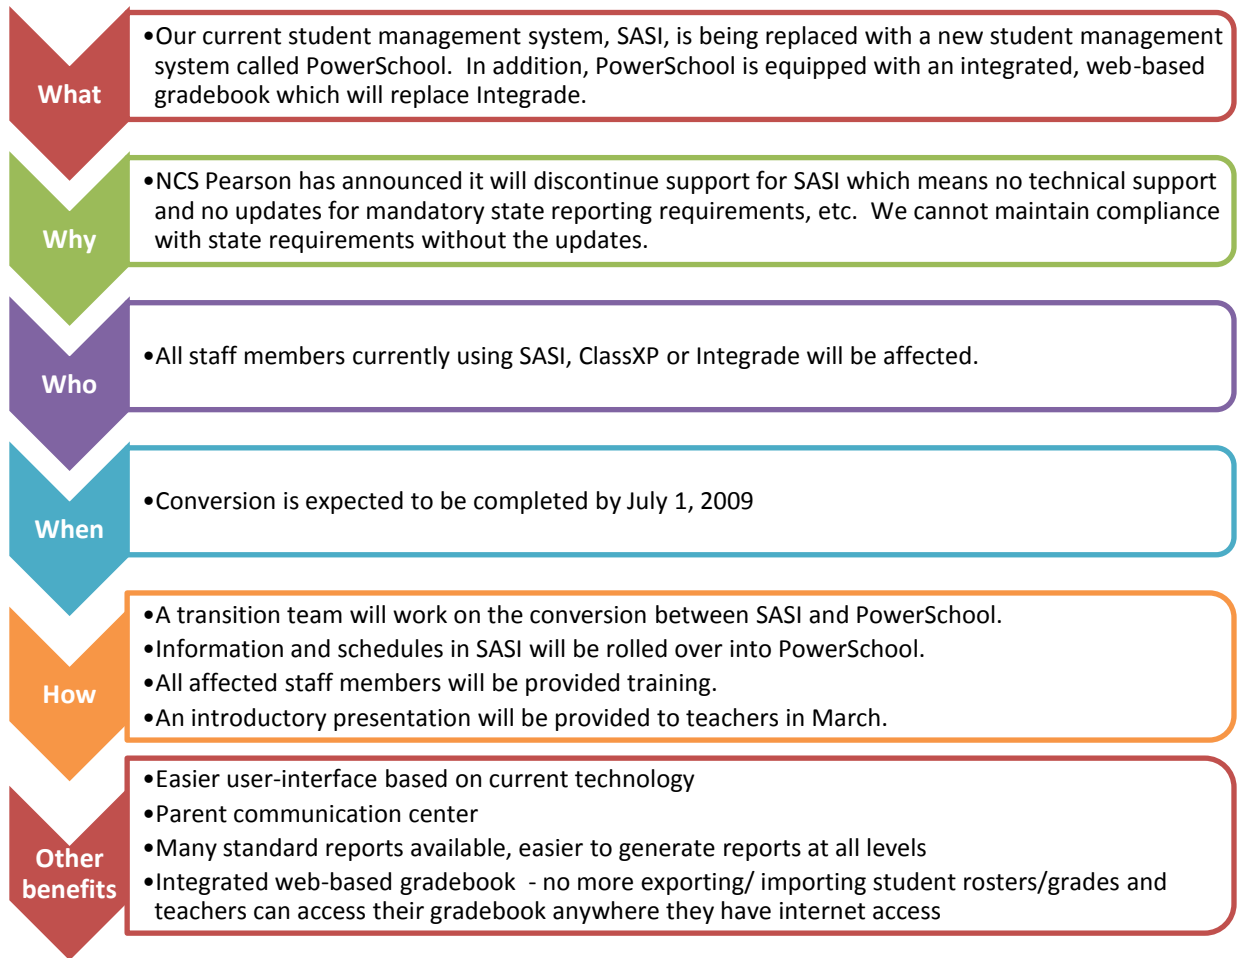 What
•Our current student management system, SASI, is being replaced with a new student management
system called PowerSchool.  In addition, PowerSchool is equipped with an integrated, web-based
gradebook which will replace Integrade.
Why
•NCS Pearson has announced it will discontinue support for SASI which means no technical support
and no updates for mandatory state reporting requirements, etc.  We cannot maintain compliance
with state requirements without the updates.
Who
•All staff members currently using SASI, ClassXP or Integrade will be affected.
When
•Conversion is expected to be completed by July 1, 2009
How
•A transition team will work on the conversion between SASI and PowerSchool.
•Information and schedules in SASI will be rolled over into PowerSchool.
•All affected staff members will be provided training.
•An introductory presentation will be provided to teachers in March.
Other
benefits
•Easier user-interface based on current technology
•Parent communication center
•Many standard reports available, easier to generate reports at all levels
•Integrated web-based gradebook  - no more exporting/ importing student rosters/grades and
teachers can access their gradebook anywhere they have internet access